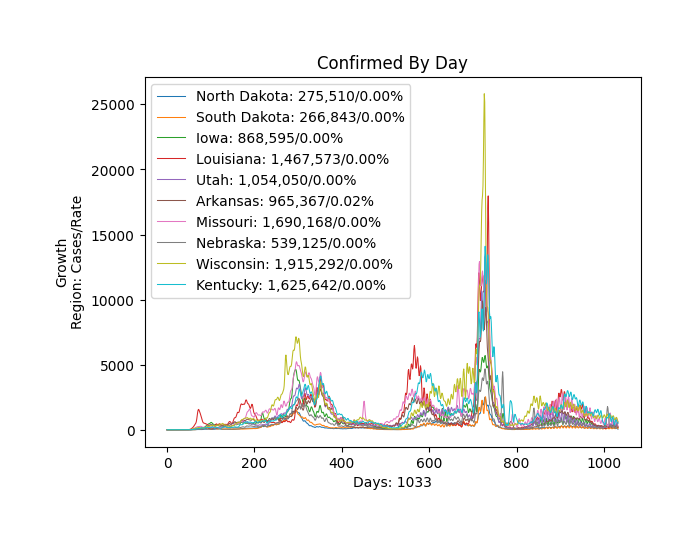 Confirmed By Day
North Dakota: 275,510/0.00%
South Dakota: 266,843/0.00%
Iowa: 868,595/0.00%
Louisiana: 1,467,573/0.00%
Utah: 1,054,050/0.00%
Arkansas: 965,367/0.02%
Missouri: 1,690,168/0.00%
Nebraska: 539,125/0.00%
Wisconsin: 1,915,292/0.00%
Kentucky: 1,625,642/0.00%
25000
20000
15000
10000
5000
0
Growth
Region: Cases/Rate
0 200 400 600 800 1000
Days: 1033